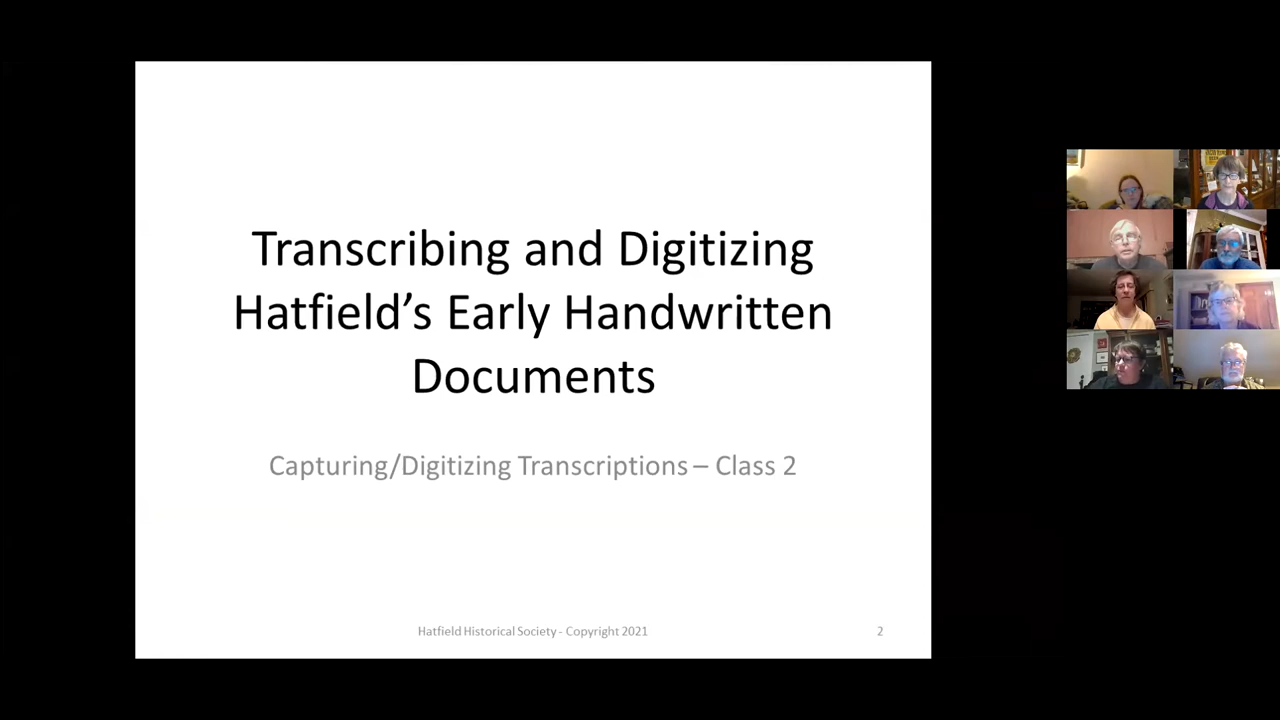 Transcribing and Digitizing
Hatfield’s Early Handwritten
Documents
Capturing/Digitizing Transcriptions – Class 2
Hatfield Historical Society - Copyright 2021
2